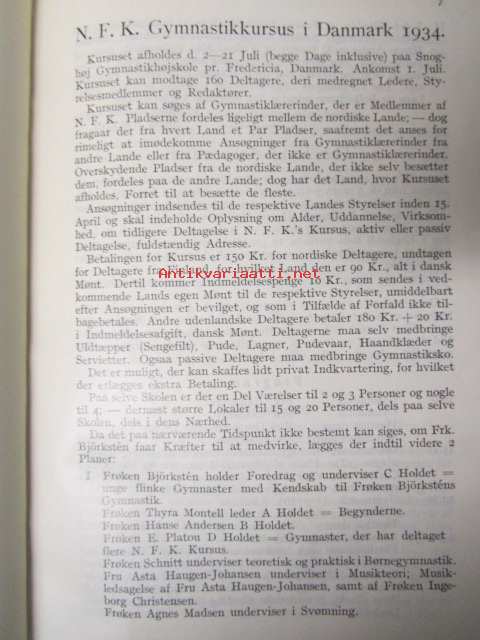 7
N. F. K. Gymnastikkursus i Danmark 1934.
Kursuset afholdes d. 2—21 Juli (begge Dage inklusive) paa Snog-
høj Gymnastikhøjskole pr. Fredericia, Danmark. Ankomst 1. Juli.
Kursuset kan modtage 160 Deltagere, deri medregnet Ledere, Sty-
relsesmedlemmer og Redaktører.
Kursuset kan søges af Gymnastiklærerinder, der er Medlemmer af
N. F. K. Pladserne fordeles ligeligt mellem de nordiske Lande; — dog
fragaar der fra hvert Land et Par Pladser, saafremt det anses for
rimeligt at imødekomme Ansøgninger fra Gymnastiklærerinder fra
andre Lande eller fra Pædagoger, der ikke er Gymnastiklærerinder.
Overskydende Pladser fra de nordiske Lande, der ikke selv besætter
dem, fordeles paa de andre Lande; dog har det Land, hvor Kursuset
afholdes, Forret til at besætte de fleste.
Ansøgninger indsendes til de respektive Landes Styrelser inden 15.
April og skal indeholde Oplysning om Alder, Uddannelse, Virksom-
hed, om tidligere Deltagelse i N. F. K.'s Kursus, aktiv eller passiv
Deltagelse, fuldstændig Adresse.
Betalingen for Kursus er 150 Kr. for nordiske Deltagere, undtagen
for Deltagere fra Finland, for hvilket Land den er 90 Kr., alt i dansk
Mønt. Dertil kommer Indmeldelsespenge 10 Kr., som sendes i ved-
kommende Lands egen Mønt til de respektive Styrelser, umiddelbart
efter Ansøgningen er bevilget, og som i Tilfælde af Forfald ikke til-
bagebetales. Andre udenlandske Deltagere betaler 180 Kr. + 20 Kr.
i Indmeldelsesafgift, dansk Mønt. Deltagerne maa selv medbringe
Uldtæpper (Sengefilt), Pude, Lagner, Pudevaar, Haandklæder og
Servietter. Ogsaa passive Deltagere maa medbringe Gymnastiksko.
Det er muligt, der kan skaffes lidt privat Indkvartering, for hvilket
der erlægges ekstra Betaling.
Paa selve Skolen er der en Del Værelser til 2 og 3 Personer og nogle
til 4; — dernæst større Lokaler til 15 og 20 Personer, dels paa selve
Skolen, dels i dens Nærhed.
Da det paa nærværende Tidspunkt ikke bestemt kan siges, om Frk.
Björkstén faar Kræfter til at medvirke, lægges der indtil videre 2
Planer:
I Frøken Björkstén holder Foredrag og underviser C Holdet =
unge flinke Gymnaster med Kendskab til Frøken Björksténs
Gymnastik.
Frøken Thyra Montell leder A Holdet = Begynderne.
Frøken Hanse Andersen B Holdet.
Frøken E. Platou D Holdet = Gymnaster, der har deltaget
flere N. F. K. Kursus.
Frøken Schnitt underviser teoretisk og praktisk i Børnegymnastik.
Fru Asta Haugen-Johansen underviser i Musikteori; Musik-
ledsagelse af Fru Asta Haugen-Johansen, samt af Frøken Inge-
borg Christensen.
Frøken Agnes Madsen underviser i Svømning.
Antikvariaatti.net